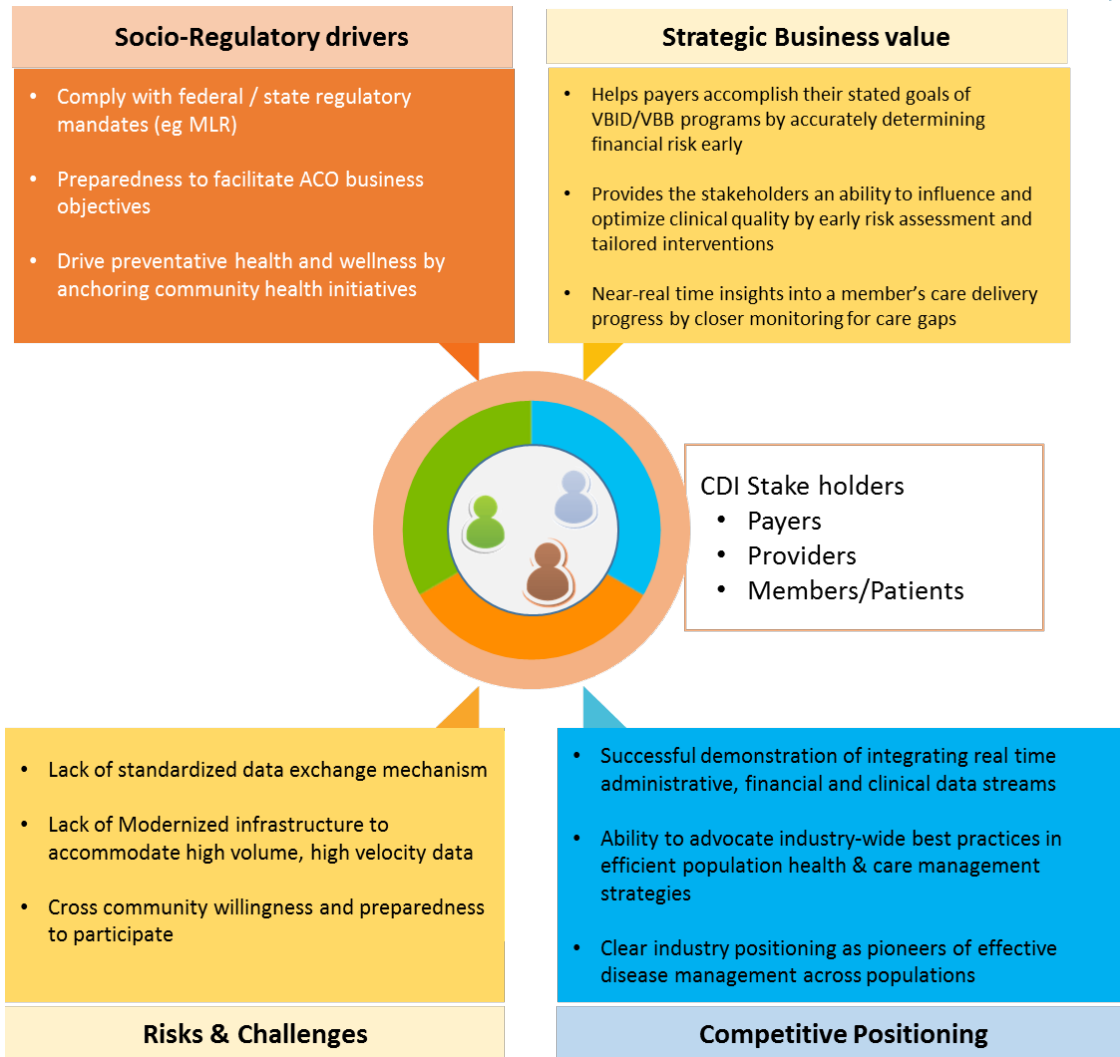 Socio-Regulatory drivers
• Comply with federal / state regulatory
mandates (eg MLR)
• Preparedness to facilitate ACO business
objectives
• Drive preventative health and wellness by
anchoring community health initiatives
Strategic Business value
• Helps payers accomplish their stated goals of
VBID/VBB programs by accurately determining
financial risk early
• Provides the stakeholders an ability to influence and
optimize clinical quality by early risk assessment and
tailored interventions
• Near-real time insights into a member's care delivery
progress by closer monitoring for care gaps
CDI Stake holders
• Payers
• Providers
• Members/Patients
• Lack of standardized data exchange mechanism
• Lack of Modernized infrastructure to
accommodate high volume, high velocity data
• Cross community willingness and preparedness
to participate
Risks & Challenges
• Successful demonstration of integrating real time
administrative, financial and clinical data streams
• Ability to advocate industry-wide best practices in
efficient population health & care management
strategies
• Clear industry positioning as pioneers of effective
disease management across populations
Competitive Positioning